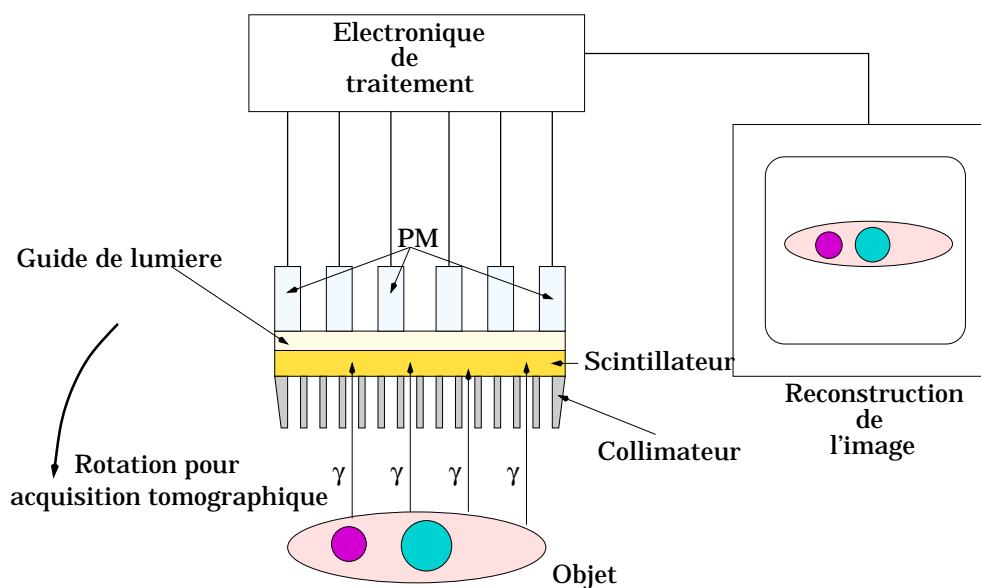 Electronique
de
traitement
PM
Guide de lumiere
Scintillateur
Reconstruction
de
l'image
Collimateur
Rotation pour
acquisition tomographique
γ
γ
γ
γ
Objet